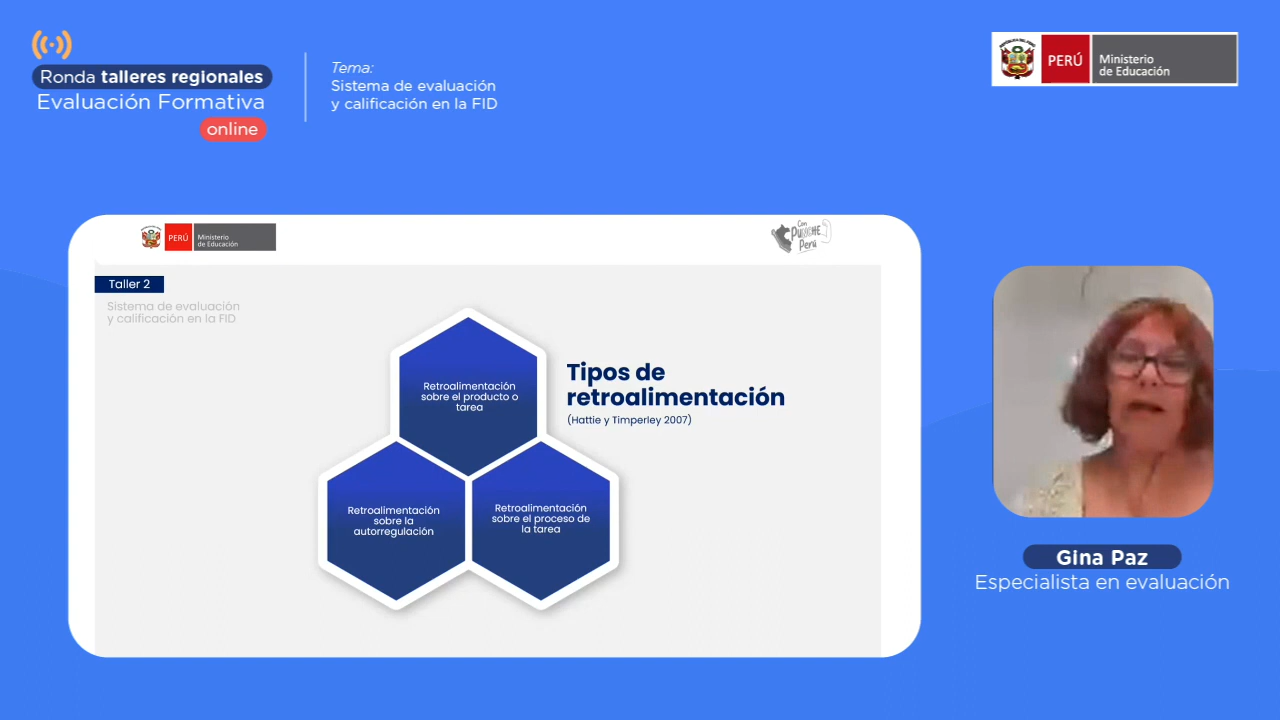 Ronda talleres regionales
Evaluación Formativa
online
Tema:
Sistema de evaluación
y calificación en la FID
PERÚ
Ministerio
de Educación
PERÚ
Ministerio
de Educación
Con
PUNCHE
Perú
Taller 2
Sistema de evaluación
y calificación en la FID
Retroalimentación
sobre el producto o
tarea
Tipos de
retroalimentación
(Hattie y Timperley 2007)
Retroalimentación
sobre la
autorregulación
Retroalimentación
sobre el proceso de
la tarea
Gina Paz
Especialista en evaluación